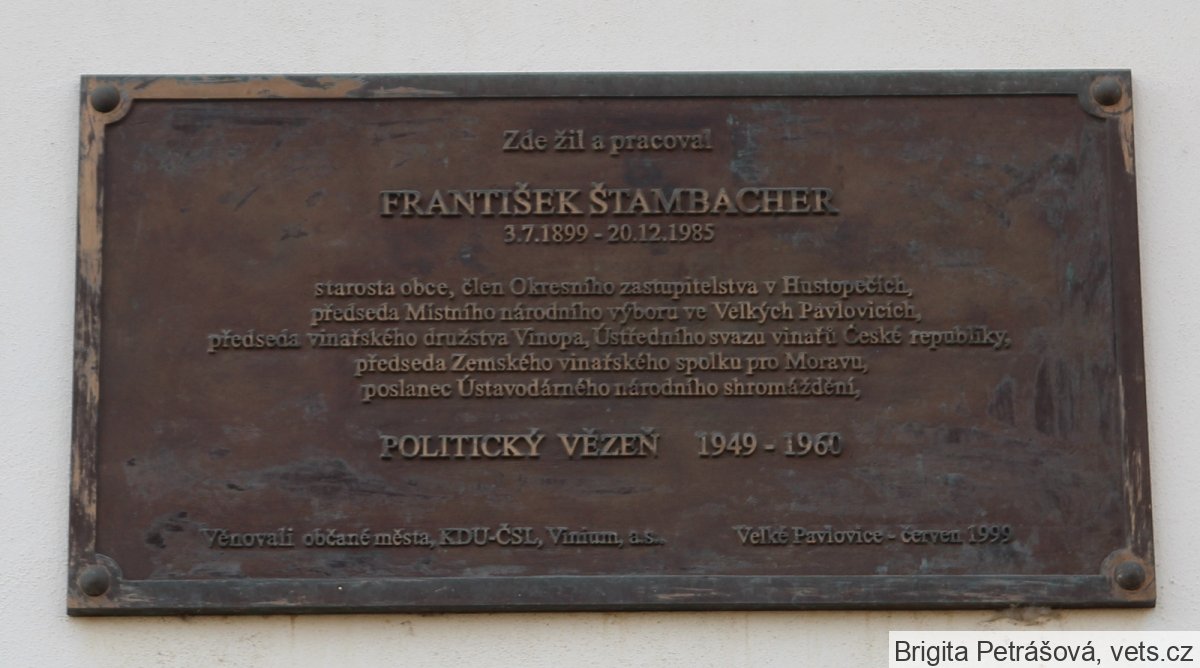 Zde žil a pracoval
FRANTIŠEK ŠTAMBACHER
3.7.1899 - 20.12.1985
starosta obce, člen Okresního zastupitelstva v Hustopečích,
předseda Místního národního výboru ve Velkých Pavlovicích,
předseda vinařského družstva Vinopa, Ústředního svazu vinařů České republiky,
předseda Zemského vinařského spolku pro Moravu,
poslanec Ústavodárného národního shromáždění,
POLITICKÝ VĚZEŇ 1949 - 1960
Věnovali občané města, KDU-ČSL, Vinium, a.s.. Velké Pavlovice - červen 1999
Brigita Petrášová, vets.cz